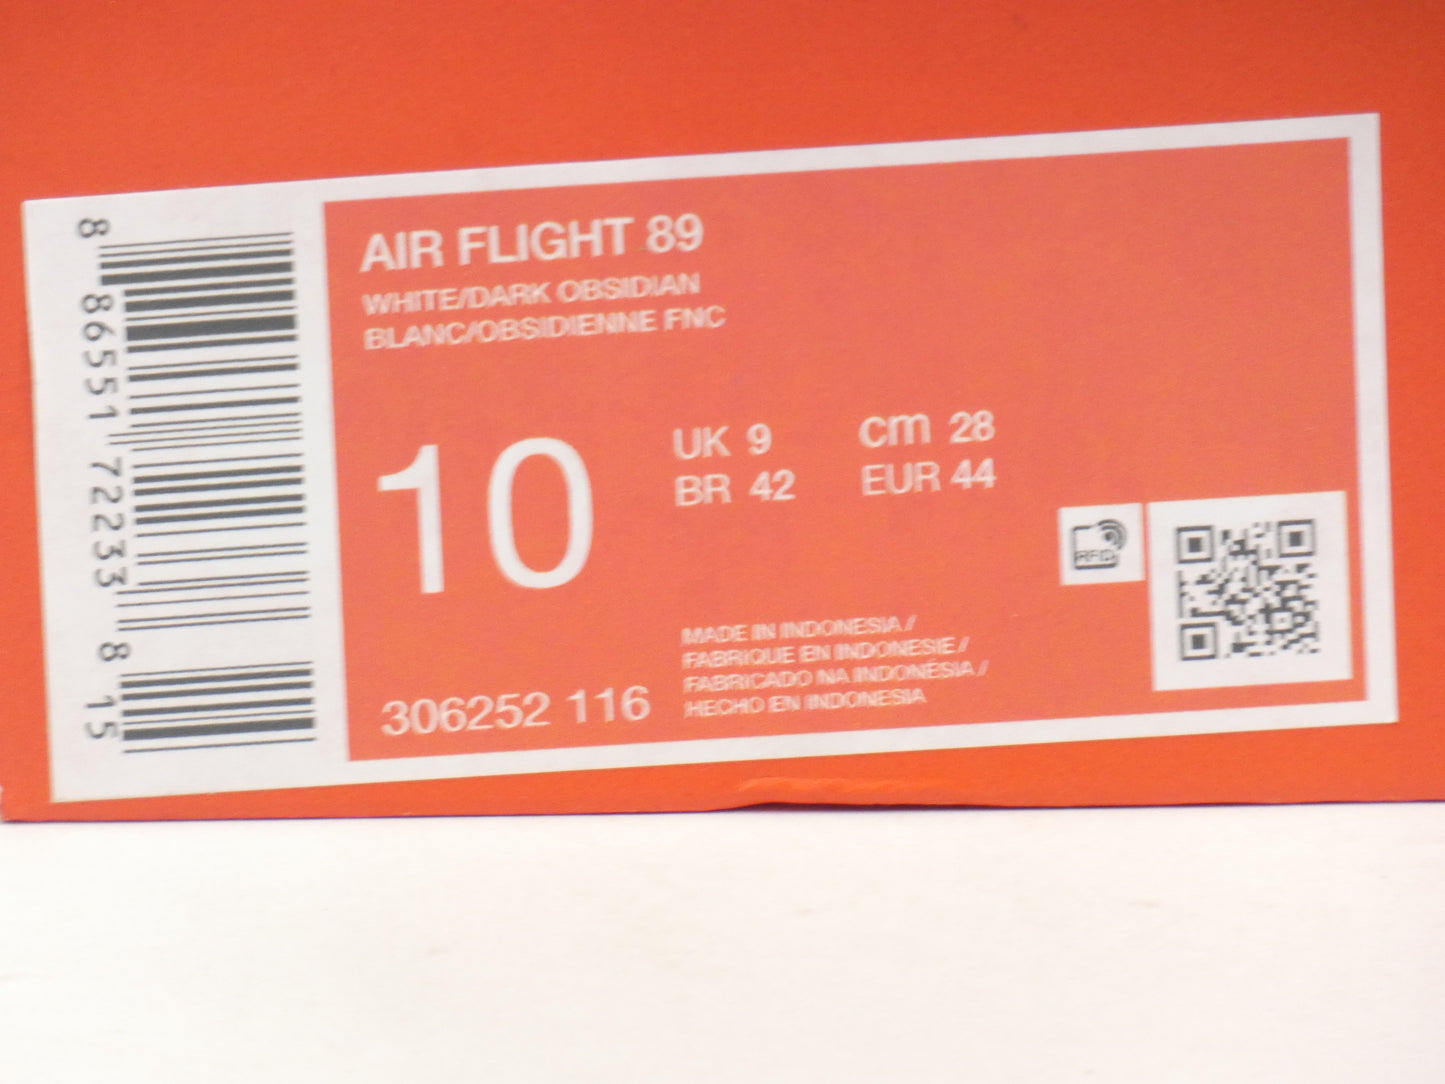 8 86551 72233 8 15
AIR FLIGHT 89
WHITE/DARK OBSIDIAN
BLANC/OBSIDIENNE FNC
10
UK 9 cm 28
BR 42 EUR 44
RFID
306252 116
MADE IN INDONESIA /
FABRIQUE EN INDONESIE /
FABRICADO NA INDONÉSIA /
HECHO EN INDONESIA